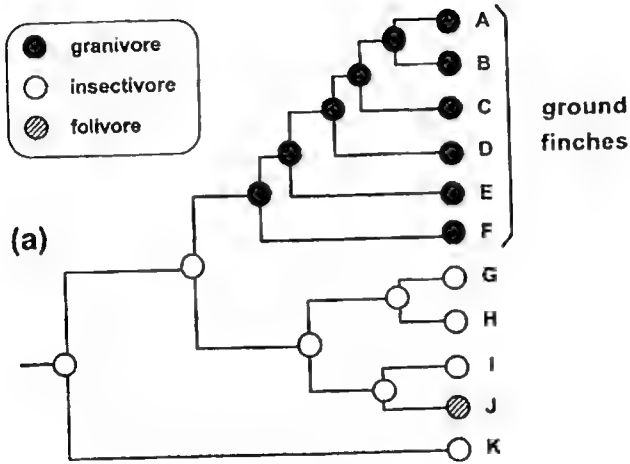 granivore
insectivore
folivore
(a)
A
B
C
D
E
F
ground
finches
G
H
I
J
K